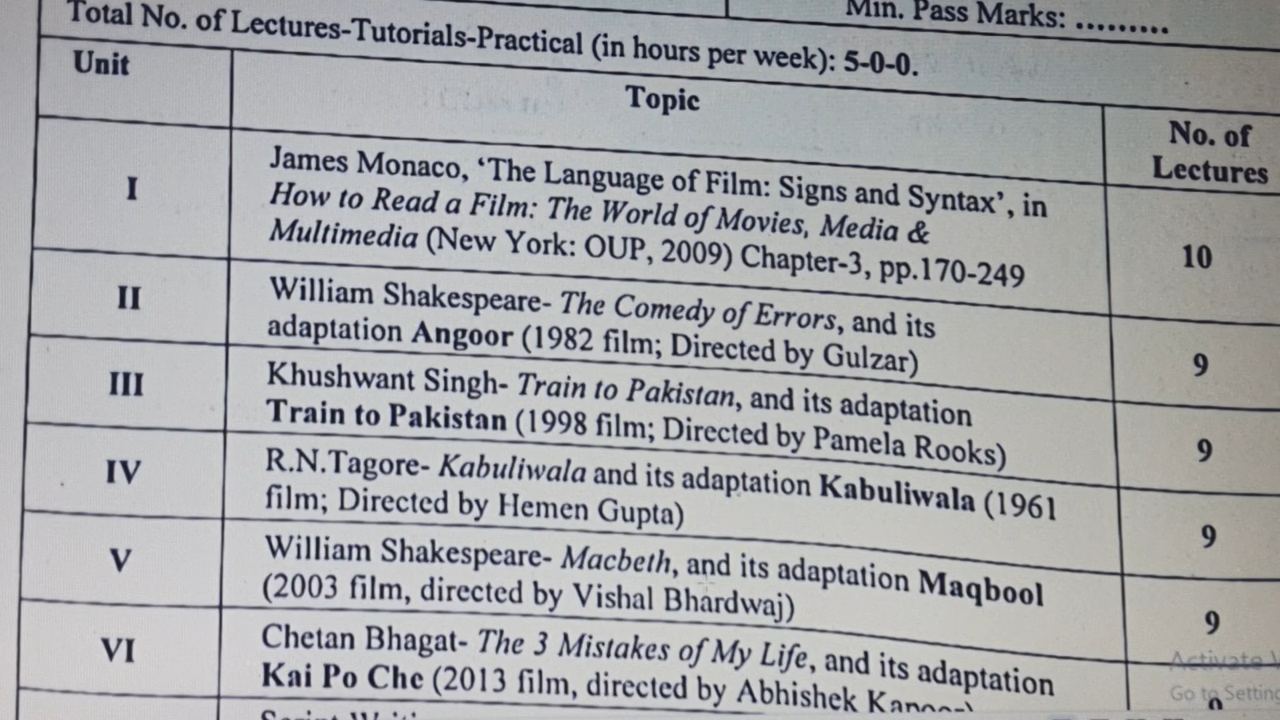 Min. Pass Marks: .........
Total No. of Lectures-Tutorials-Practical (in hours per week): 5-0-0.
Unit
Topic
No. of
Lectures
I
James Monaco, ‘The Language of Film: Signs and Syntax’, in
How to Read a Film: The World of Movies, Media &
Multimedia (New York: OUP, 2009) Chapter-3, pp.170-249
10
II
William Shakespeare- The Comedy of Errors, and its
adaptation Angoor (1982 film; Directed by Gulzar)
9
III
Khushwant Singh- Train to Pakistan, and its adaptation
Train to Pakistan (1998 film; Directed by Pamela Rooks)
9
IV
R.N.Tagore- Kabuliwala and its adaptation Kabuliwala (1961
film; Directed by Hemen Gupta)
9
V
William Shakespeare- Macbeth, and its adaptation Maqbool
(2003 film, directed by Vishal Bhardwaj)
9
VI
Chetan Bhagat- The 3 Mistakes of My Life, and its adaptation
Kai Po Che (2013 film, directed by Abhishek
Activate
Go to